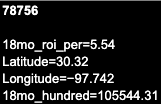 78756
18mo_roi_per=5.54
Latitude=30.32
Longitude=−97.742
18mo_hundred=105544.31